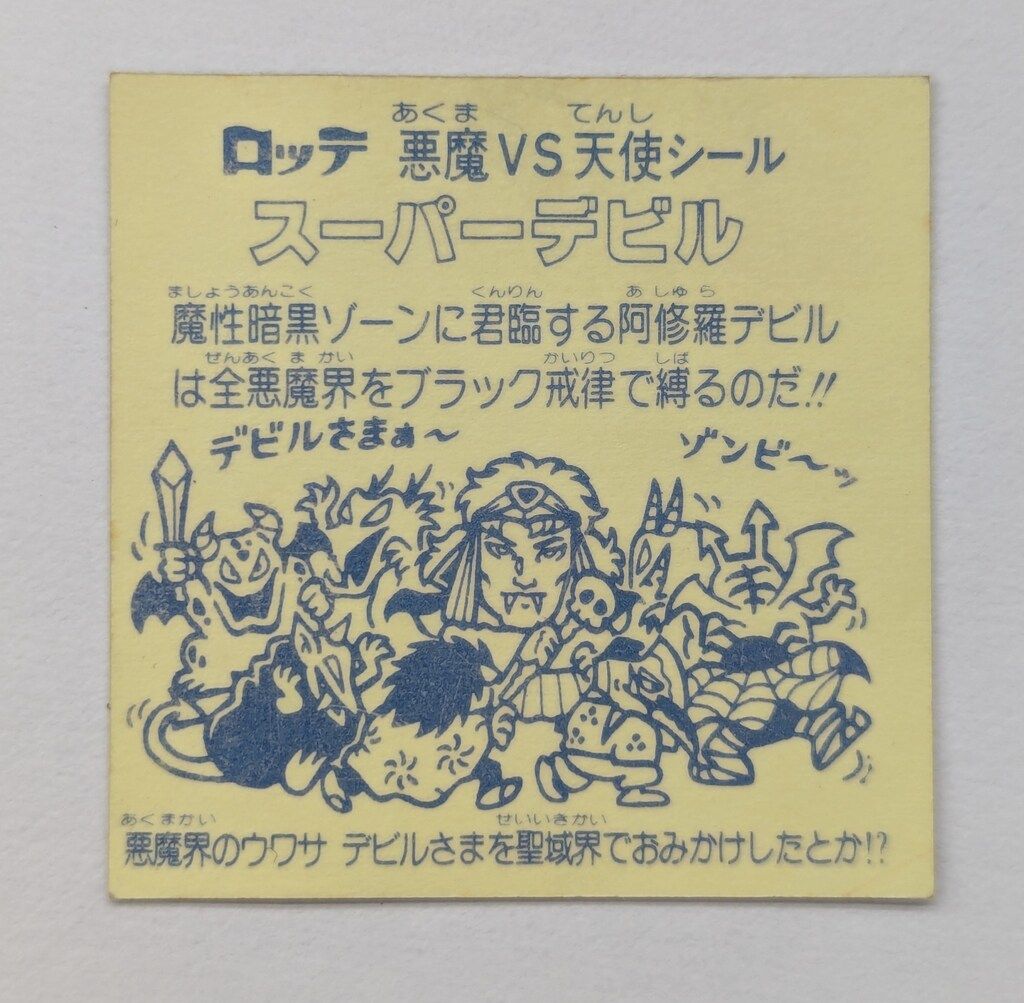 ロッテ 悪魔VS天使シール
あくま てんし
スーパーデビル
ましょうあんこく くんりん あしゅら
魔性暗黒ゾーンに君臨する阿修羅デビル
ぜんあくまかい かいりつ しば
は全悪魔界をブラック戒律で縛るのだ!!
デビルさまぁ〜
ゾンビ〜ッ
あくまかい せいいきかい
悪魔界のウワサ デビルさまを聖域界でおみかけしたとか!?